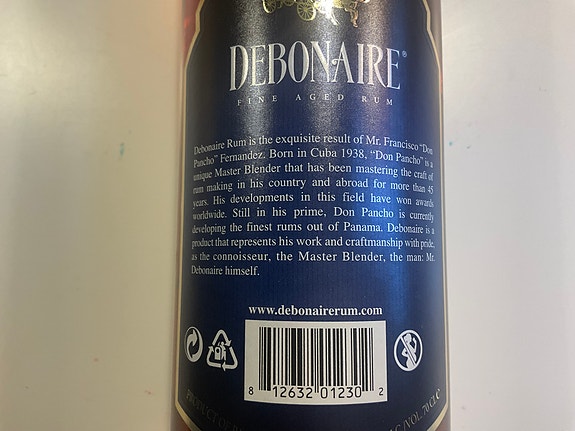 DEBONAIRE®
FINE AGED RUM
Debonaire Rum is the exquisite result of Mr. Francisco “Don
Pancho” Fernandez. Born in Cuba 1938, “Don Pancho” is a
unique Master Blender that has been mastering the craft of
rum making in his country and abroad for more than 45
years. His developments in this field have won awards
worldwide. Still in his prime, Don Pancho is currently
developing the finest rums out of Panama. Debonaire is a
product that represents his work and craftmanship with pride,
as the connoisseur, the Master Blender, the man: Mr.
Debonaire himself.
www.debonairerum.com
8 12632 01230 2
PRODUCT OF
/VOL. 70 CL ℮